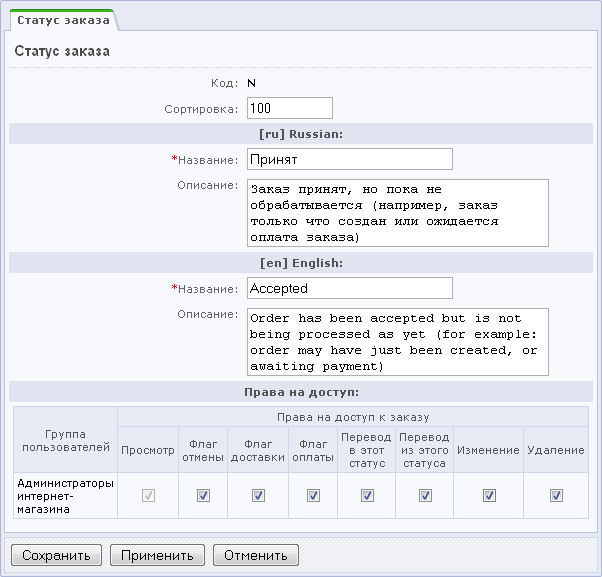 Статус заказа
Статус заказа
Код: N
Сортировка: 100
[ru] Russian:
*Название: Принят
Описание: Заказ принят, но пока не
обрабатывается (например, заказ
только что создан или ожидается
оплата заказа)
[en] English:
*Название: Accepted
Описание: Order has been accepted but is not
being processed as yet (for example:
order may have just been created, or
awaiting payment)
Права на доступ:
Группа
пользователей
Права на доступ к заказу
Просмотр
Флаг
отмены
Флаг
доставки
Флаг
оплаты
Перевод
в этот
статус
Перевод
из этого
статуса
Изменение
Удаление
Администраторы
интернет-
магазина
Сохранить Применить Отменить